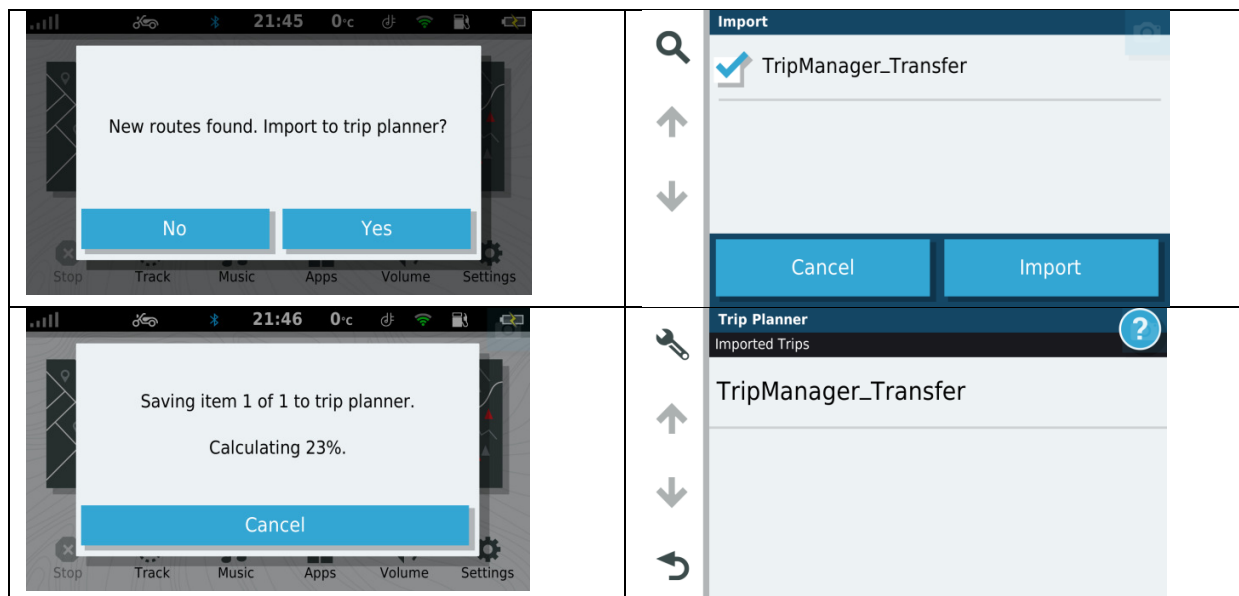 21:45 0°c
New routes found. Import to trip planner?
No Yes
Stop Track Music Apps Volume Settings
Import
TripManager_Transfer
Cancel Import
21:46 0°c
Saving item 1 of 1 to trip planner.
Calculating 23%.
Cancel
Stop Track Music Apps Volume Settings
Trip Planner
?
Imported Trips
TripManager_Transfer